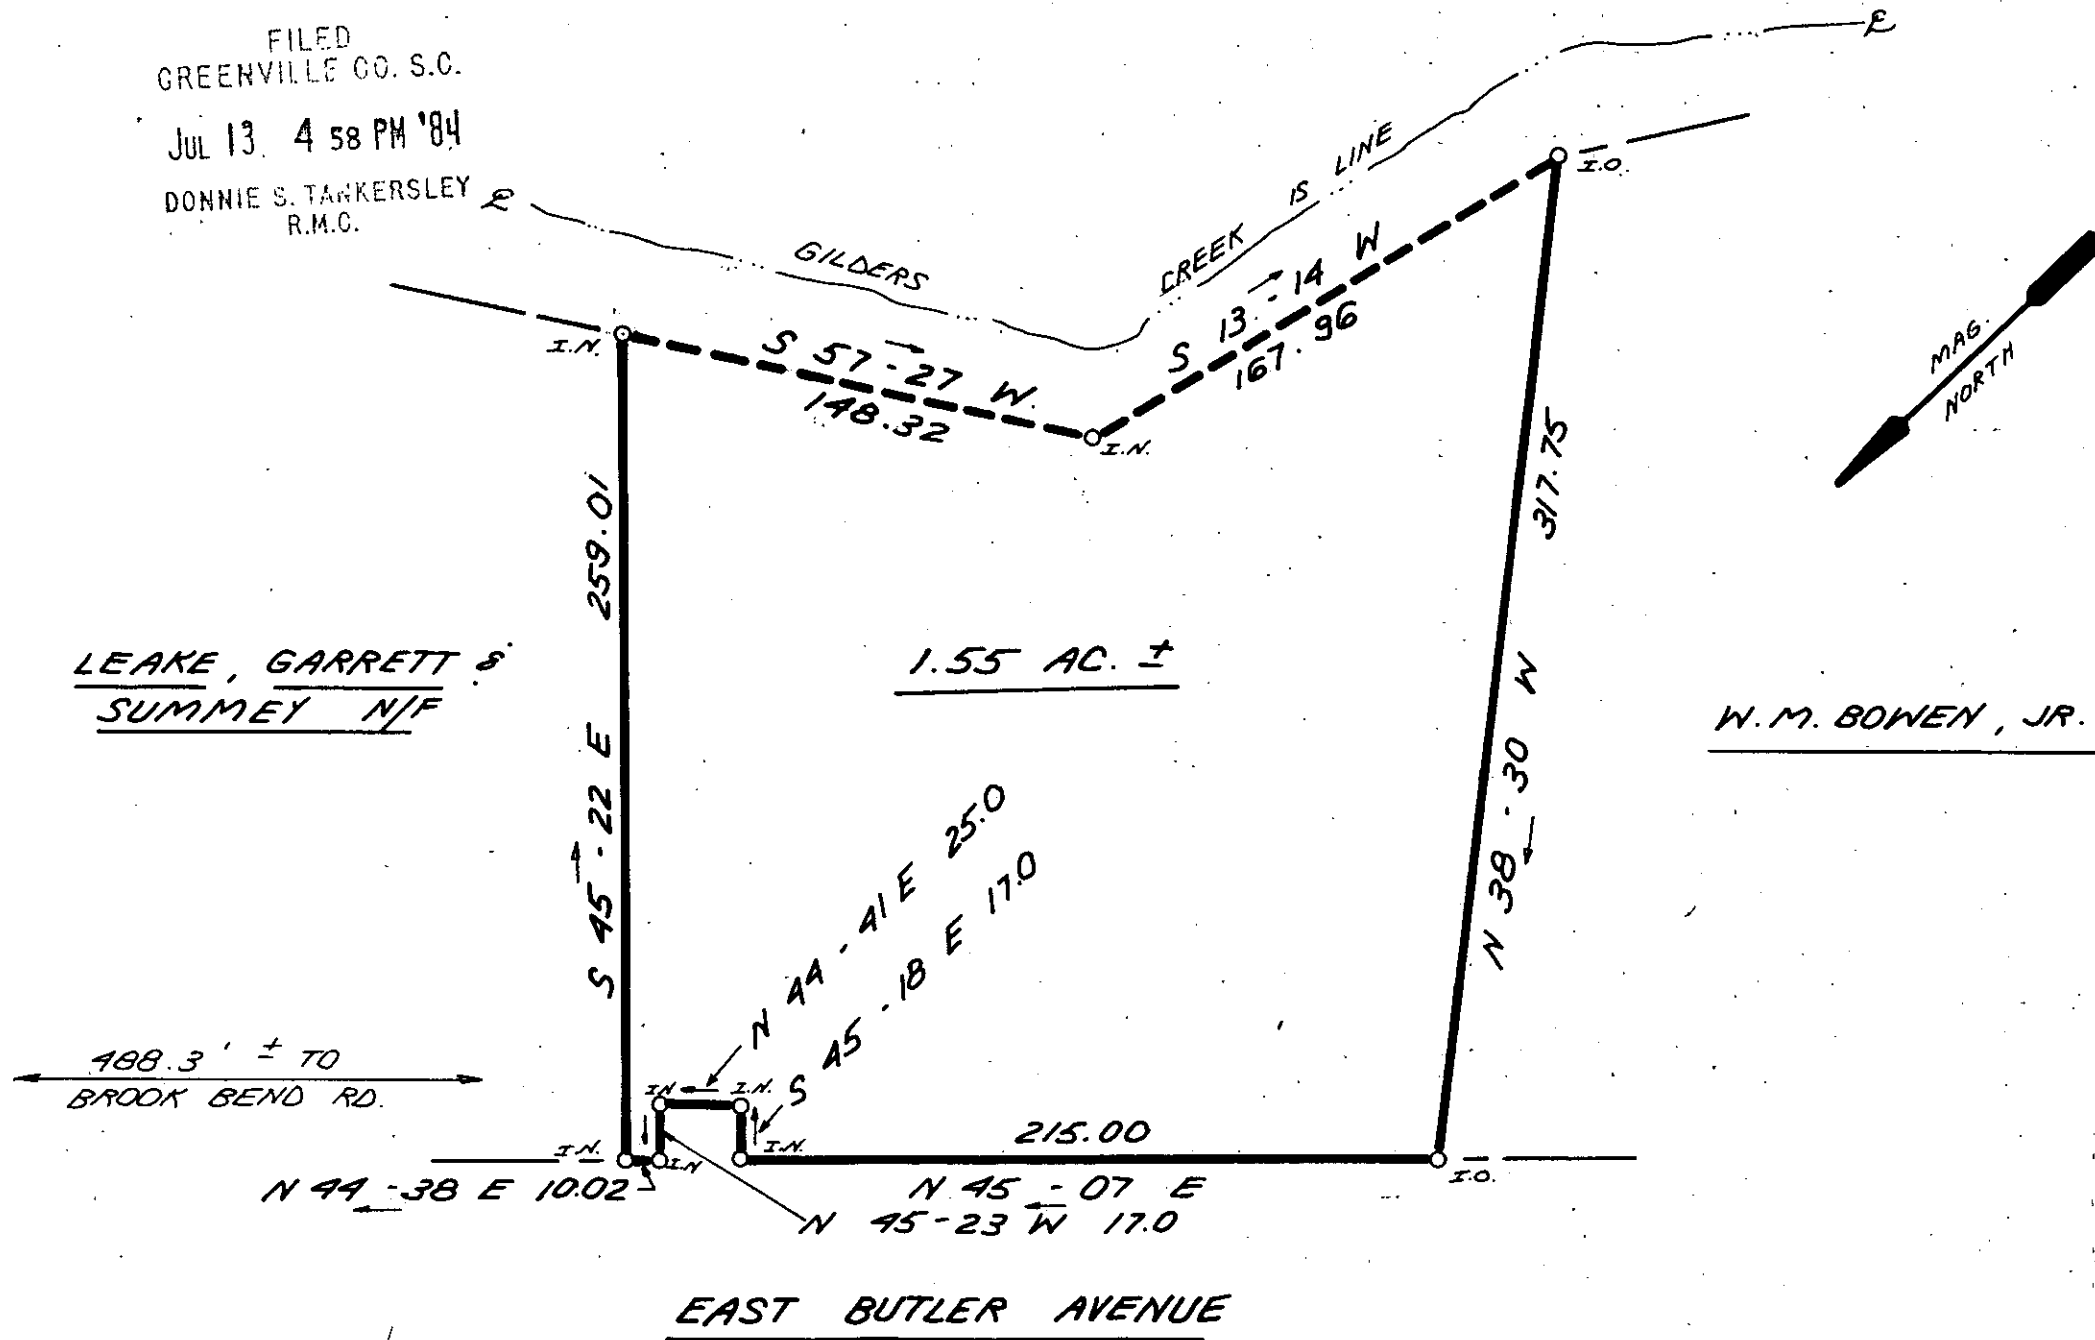 FILED
GREENVILLE CO. S.C.
JUL 13 4 58 PM '84
DONNIE S. TANKERSLEY
R.M.C.
GILDERS CREEK IS LINE
I.O.
I.N.
S 57-27 W.
148.32
S 13-14 W
167.96
I.N.
MAG.
NORTH
S 45-22 E 259.01
317.75
N 38-30 W
LEAKE, GARRETT &
SUMMEY N/F
1.55 AC. ±
W.M. BOWEN, JR.
N 44-41 E 25.0
S 45-18 E 17.0
488.3' ± TO
BROOK BEND RD.
I.N.
I.N.
I.N.
I.N
I.N.
215.00
I.O.
N 44-38 E 10.02
N 45-07 E
N 45-23 W 17.0
EAST BUTLER AVENUE